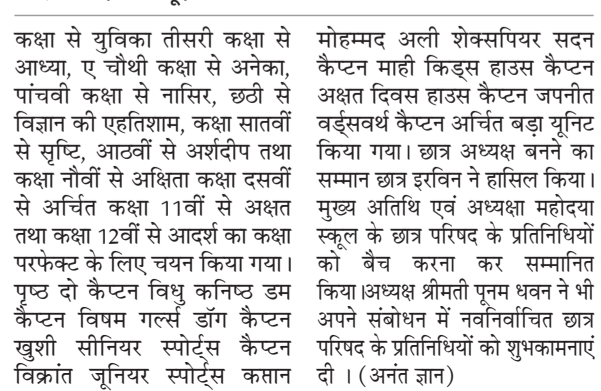 कक्षा से युविका तीसरी कक्षा से
आध्या, ए चौथी कक्षा से अनेका,
पांचवी कक्षा से नासिर, छठी से
विज्ञान की एहतिशाम, कक्षा सातवीं
से सृष्टि, आठवीं से अर्शदीप तथा
कक्षा नौवीं से अक्षिता कक्षा दसवीं
से अर्चित कक्षा 11वीं से अक्षत
तथा कक्षा 12वीं से आदर्श का कक्षा
परफेक्ट के लिए चयन किया गया।
पृष्ठ दो कैप्टन विधु कनिष्ठ डम
कैप्टन विषम गर्ल्स डॉग कैप्टन
खुशी सीनियर स्पोर्ट्स कैप्टन
विक्रांत जूनियर स्पोर्ट्स कप्तान
मोहम्मद अली शेक्सपियर सदन
कैप्टन माही किड्स हाउस कैप्टन
अक्षत दिवस हाउस कैप्टन जपनीत
वर्ड्सवर्थ कैप्टन अर्चित बड़ा यूनिट
किया गया। छात्र अध्यक्ष बनने का
सम्मान छात्र इरविन ने हासिल किया।
मुख्य अतिथि एवं अध्यक्षा महोदया
स्कूल के छात्र परिषद के प्रतिनिधियों
को बैच करना कर सम्मानित
किया।अध्यक्ष श्रीमती पूनम धवन ने भी
अपने संबोधन में नवनिर्वाचित छात्र
परिषद के प्रतिनिधियों को शुभकामनाएं
दी । (अनंत ज्ञान)